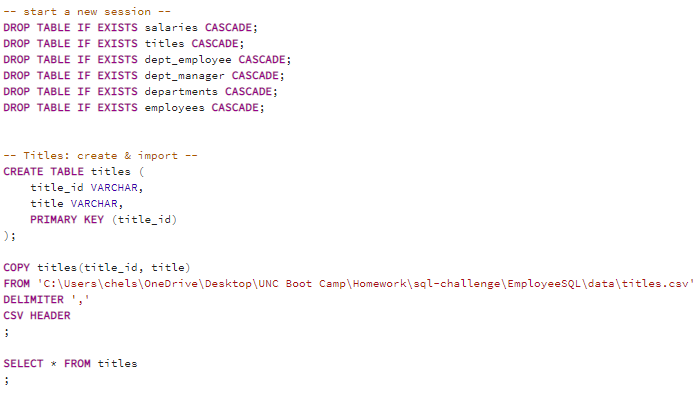 -- start a new session --
DROP TABLE IF EXISTS salaries CASCADE;
DROP TABLE IF EXISTS titles CASCADE;
DROP TABLE IF EXISTS dept_employee CASCADE;
DROP TABLE IF EXISTS dept_manager CASCADE;
DROP TABLE IF EXISTS departments CASCADE;
DROP TABLE IF EXISTS employees CASCADE;
-- Titles: create & import --
CREATE TABLE titles (
title_id VARCHAR,
title VARCHAR,
PRIMARY KEY (title_id)
);
COPY titles(title_id, title)
FROM 'C:\Users\chels\OneDrive\Desktop\UNC Boot Camp\Homework\sql-challenge\EmployeeSQL\data\titles.csv'
DELIMITER ','
CSV HEADER
;
SELECT * FROM titles
;